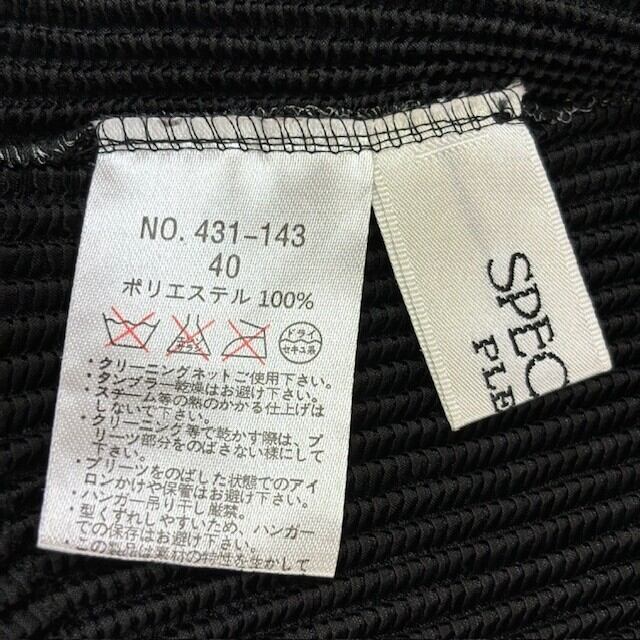 NO. 431-143
40
ポリエステル 100%
ドライ
セキユ系
・クリーニングネットご使用下さい。
・タンブラー乾燥はお避け下さい。
・スチーム等の熱のかかる仕上げは
しないで下さい。
・クリーニング等で乾かす際は、プ
リーツ部分をのばさない様にして
下さい。
・プリーツをのばした状態でのアイ
ロンかけや保管はお避け下さい。
・ハンガー吊り干し厳禁。
型くずれしやすいため、ハンガー
での保存はお避け下さい。
・この製品は素材の特性を生かして
SPEC
PLE